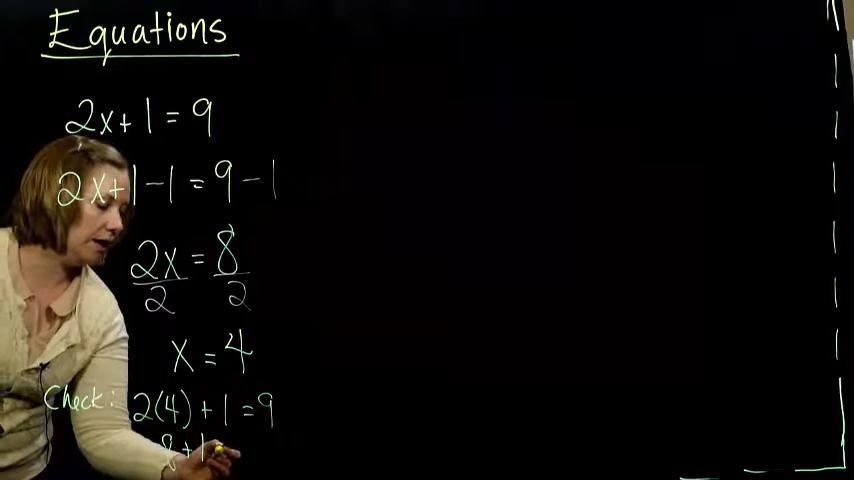 Equations
2x+1=9
2x+1-1=9-1
2x=8
2 2
x=4
Check: 2(4)+1=9
8+1